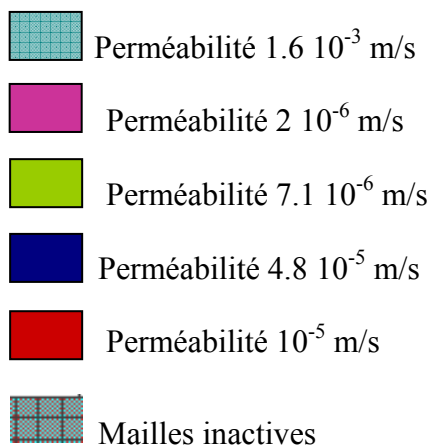 Perméabilité 1.6 10⁻³ m/s
Perméabilité 2 10⁻⁶ m/s
Perméabilité 7.1 10⁻⁶ m/s
Perméabilité 4.8 10⁻⁵ m/s
Perméabilité 10⁻⁵ m/s
Mailles inactives